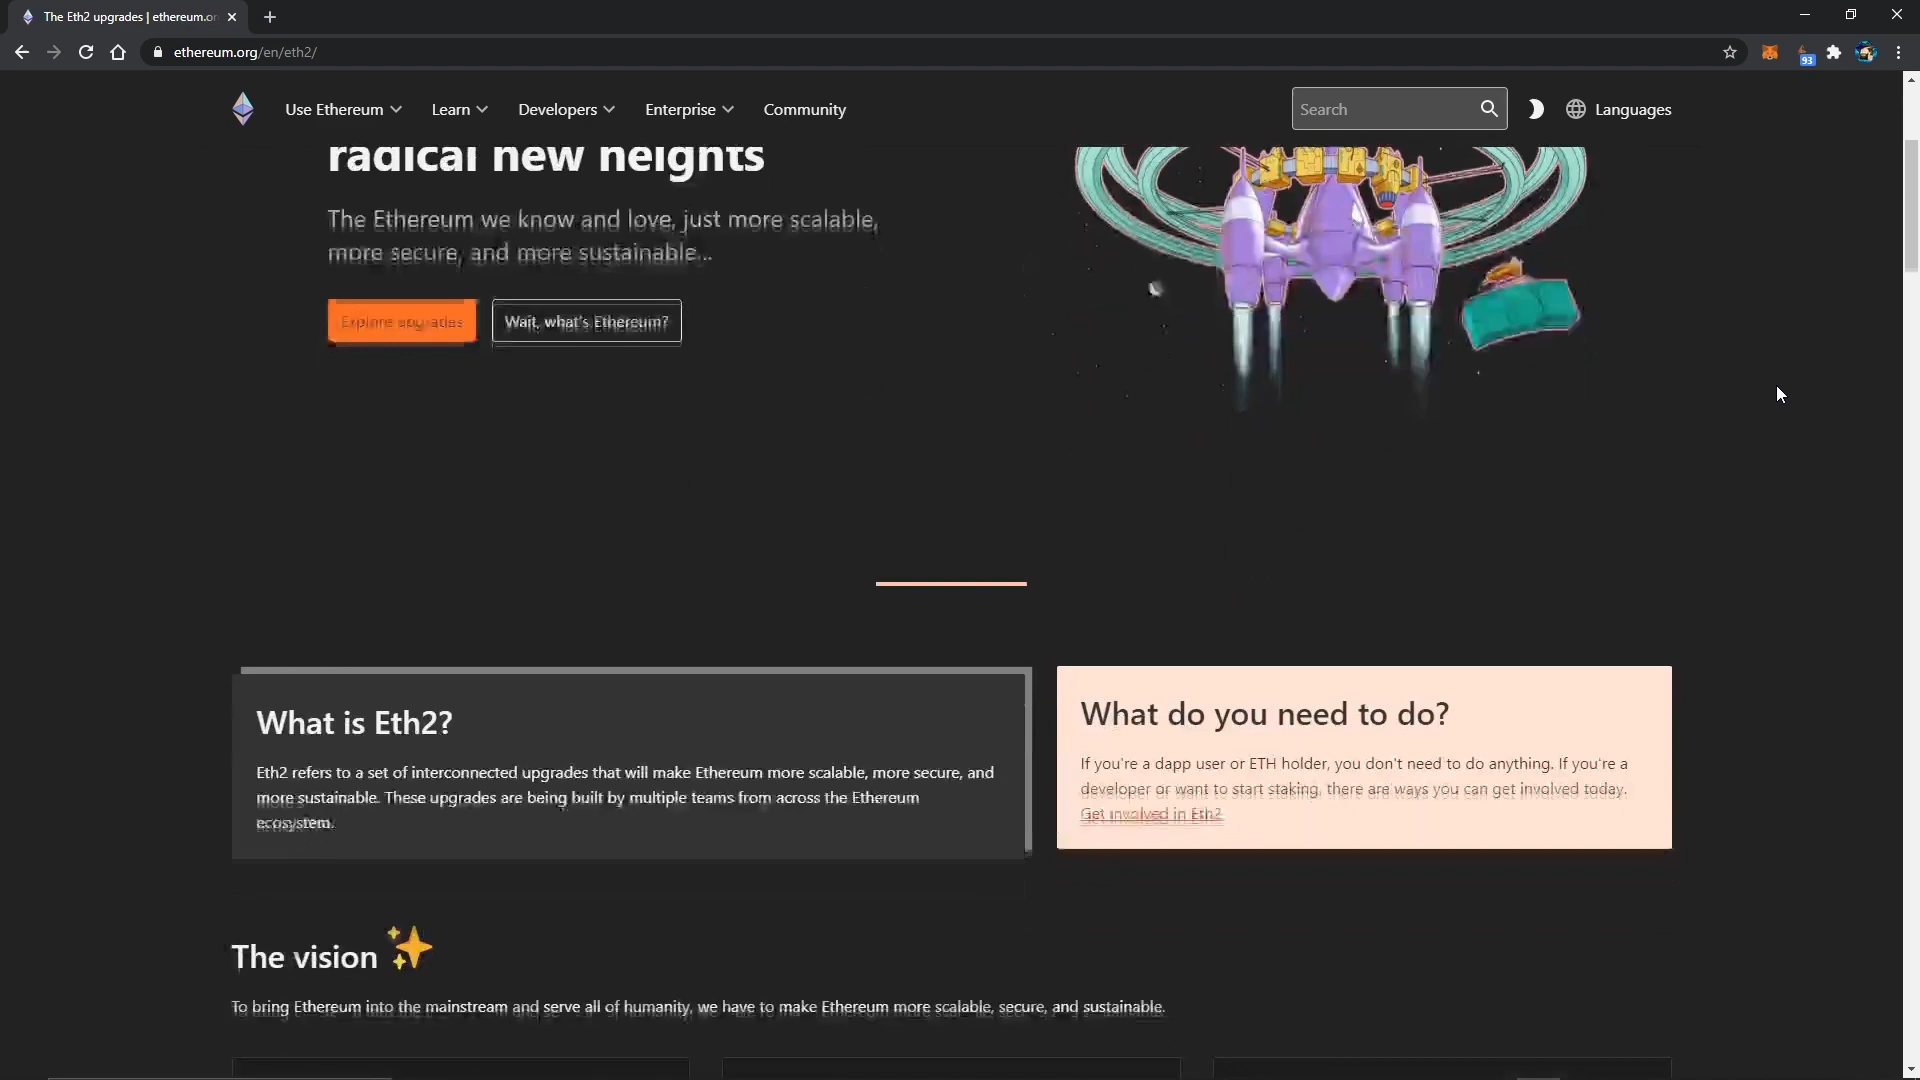 The Eth2 upgrades | ethereum.or
ethereum.org/en/eth2/
93
Use Ethereum
Learn
Developers
Enterprise
Community
Search
Languages
radical new heights
The Ethereum we know and love, just more scalable,
more secure, and more sustainable...
Explore upgrades
Wait, what's Ethereum?
What is Eth2?
Eth2 refers to a set of interconnected upgrades that will make Ethereum more scalable, more secure, and
more sustainable. These upgrades are being built by multiple teams from across the Ethereum
ecosystem.
What do you need to do?
If you're a dapp user or ETH holder, you don't need to do anything. If you're a
developer or want to start staking, there are ways you can get involved today.
Get involved in Eth2
The vision
To bring Ethereum into the mainstream and serve all of humanity, we have to make Ethereum more scalable, secure, and sustainable.